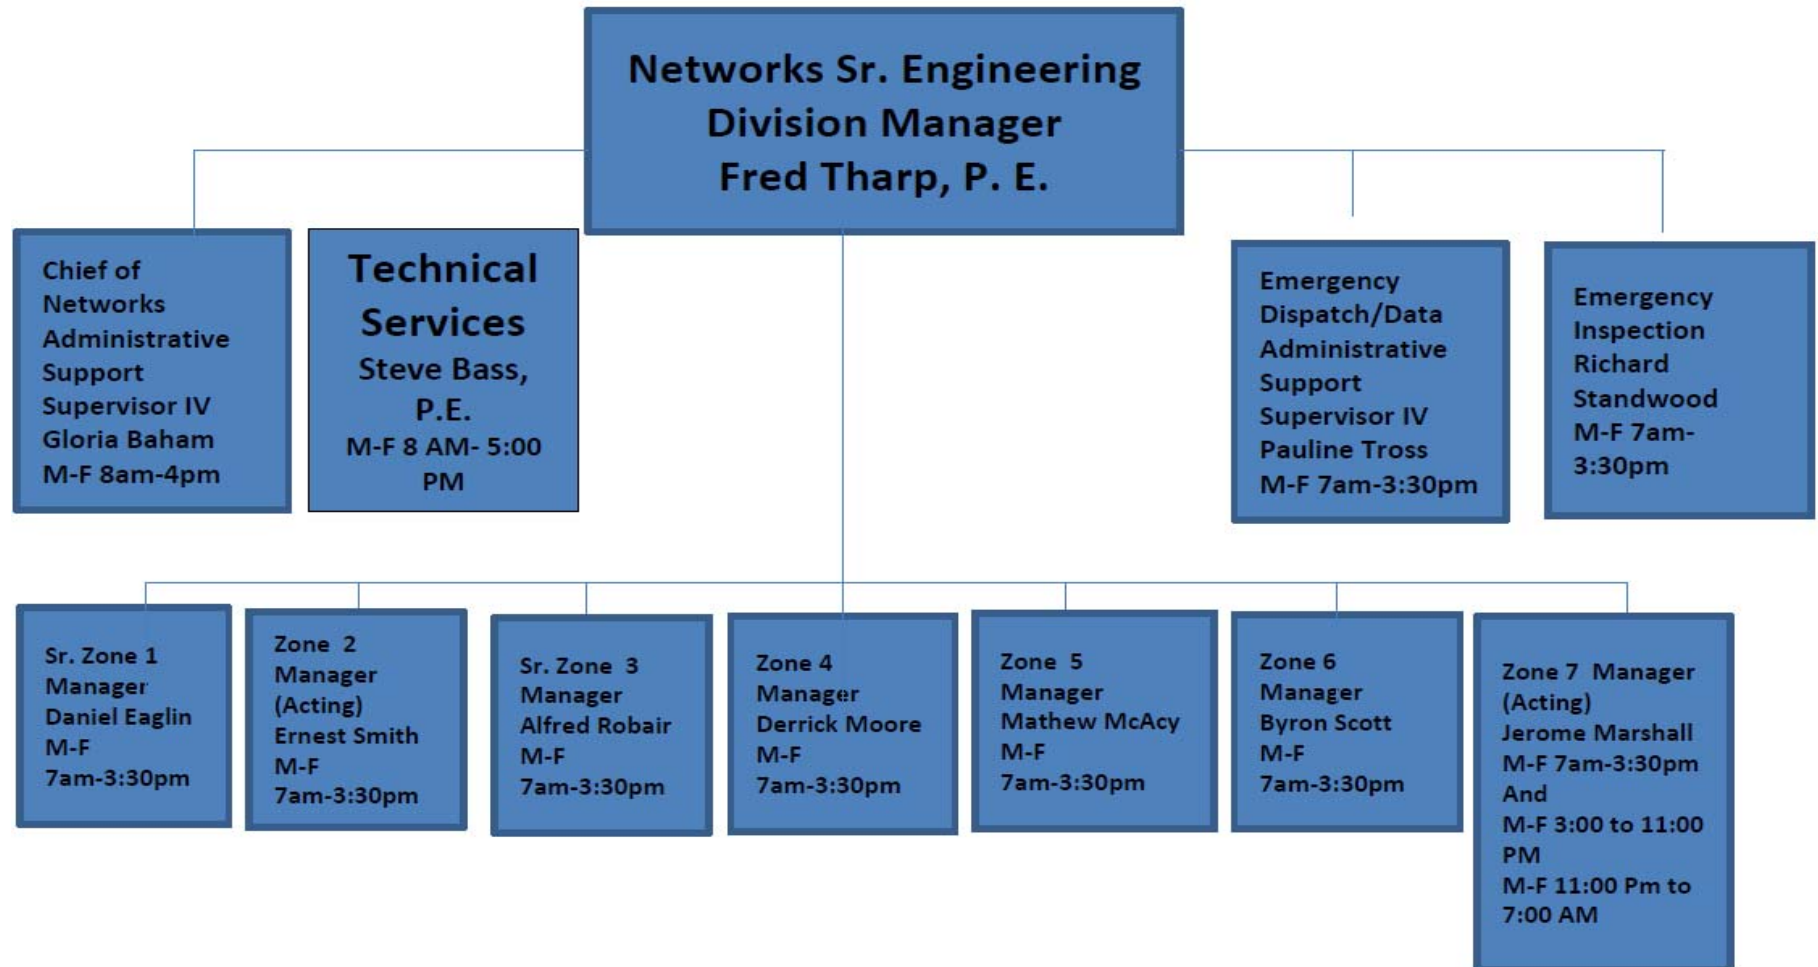 Networks Sr. Engineering
Division Manager
Fred Tharp, P. E.
Chief of
Networks
Administrative
Support
Supervisor IV
Gloria Baham
M-F 8am-4pm
Technical
Services
Steve Bass,
P.E.
M-F 8 AM- 5:00
PM
Emergency
Dispatch/Data
Administrative
Support
Supervisor IV
Pauline Tross
M-F 7am-3:30pm
Emergency
Inspection
Richard
Standwood
M-F 7am-
3:30pm
Sr. Zone 1
Manager
Daniel Eaglin
M-F
7am-3:30pm
Zone 2
Manager
(Acting)
Ernest Smith
M-F
7am-3:30pm
Sr. Zone 3
Manager
Alfred Robair
M-F
7am-3:30pm
Zone 4
Manager
Derrick Moore
M-F
7am-3:30pm
Zone 5
Manager
Mathew McAcy
M-F
7am-3:30pm
Zone 6
Manager
Byron Scott
M-F
7am-3:30pm
Zone 7 Manager
(Acting)
Jerome Marshall
M-F 7am-3:30pm
And
M-F 3:00 to 11:00
PM
M-F 11:00 Pm to
7:00 AM